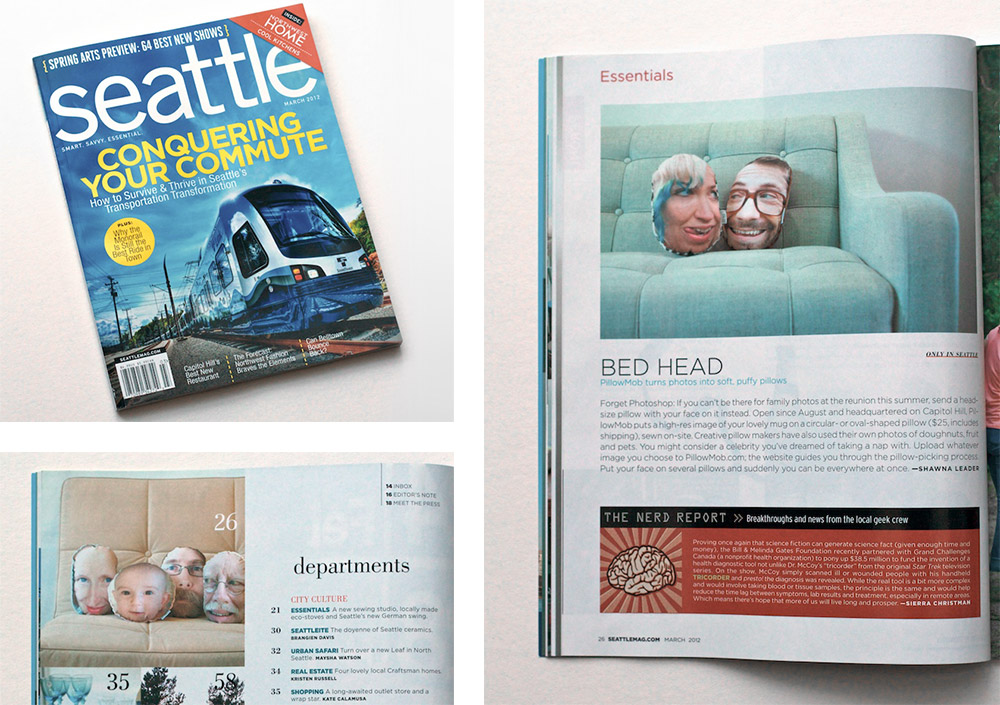 { SPRING ARTS PREVIEW: 64 BEST NEW SHOWS }
INSIDE:
NORTHWEST
HOME
COOL KITCHENS
seattle
MARCH 2012
SMART. SAVVY. ESSENTIAL.
CONQUERING
YOUR COMMUTE
How to Survive & Thrive in Seattle's
Transportation Transformation
PLUS:
Why the
Monorail
Is Still the
Best Ride in
Town
SEATTLEMAG.COM
Capitol Hill's
Best New
Restaurant
The Forecast:
Northwest Fashion
Braves the Elements
Can Belltown
Bounce
Back?
26
14 INBOX
16 EDITOR'S NOTE
18 MEET THE PRESS
departments
CITY CULTURE
21 ESSENTIALS A new sewing studio, locally made
eco-stoves and Seattle's new German swing.
30 SEATTLEITE The doyenne of Seattle ceramics.
BRANGIEN DAVIS
32 URBAN SAFARI Turn over a new Leaf in North
Seattle. MAYSHA WATSON
34 REAL ESTATE Four lovely local Craftsman homes.
KRISTEN RUSSELL
35 SHOPPING A long-awaited outlet store and a
wrap star. KATE CALAMUSA
35
58
Essentials
ONLY IN SEATTLE
BED HEAD
PillowMob turns photos into soft, puffy pillows
Forget Photoshop: If you can't be there for family photos at the reunion this summer, send a head-
size pillow with your face on it instead. Open since August and headquartered on Capitol Hill, Pil-
lowMob puts a high-res image of your lovely mug on a circular- or oval-shaped pillow ($25, includes
shipping), sewn on-site. Creative pillow makers have also used their own photos of doughnuts, fruit
and pets. You might consider a celebrity you've dreamed of taking a nap with. Upload whatever
image you choose to PillowMob.com; the website guides you through the pillow-picking process.
Put your face on several pillows and suddenly you can be everywhere at once. —SHAWNA LEADER
THE NERD REPORT >> Breakthroughs and news from the local geek crew
Proving once again that science fiction can generate science fact (given enough time and
money), the Bill & Melinda Gates Foundation recently partnered with Grand Challenges
Canada (a nonprofit health organization) to pony up $38.5 million to fund the invention of a
health diagnostic tool not unlike Dr. McCoy's "tricorder" from the original Star Trek television
series. On the show, McCoy simply scanned ill or wounded people with his handheld
TRICORDER and presto! the diagnosis was revealed. While the real tool is a bit more complex
and would involve taking blood or tissue samples, the principle is the same and would help
reduce the time lag between symptoms, lab results and treatment, especially in remote areas.
Which means there's hope that more of us will live long and prosper. —SIERRA CHRISTMAN
26 SEATTLEMAG.COM MARCH 2012